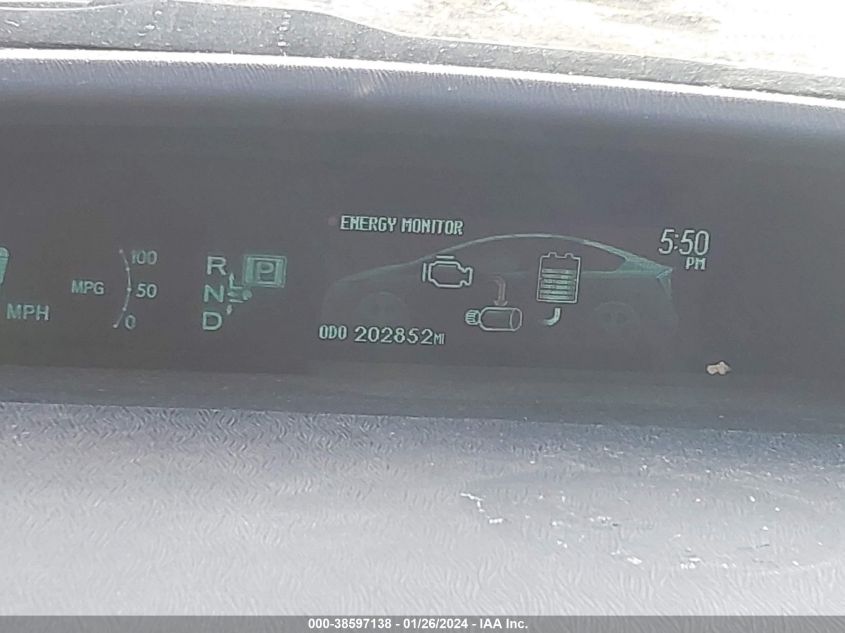 ENERGY MONITOR
5:50
PM
100
MPG 50
0
R P
N
D
MPH
ODO 202852MI
000-38597138 - 01/26/2024 - IAA Inc.